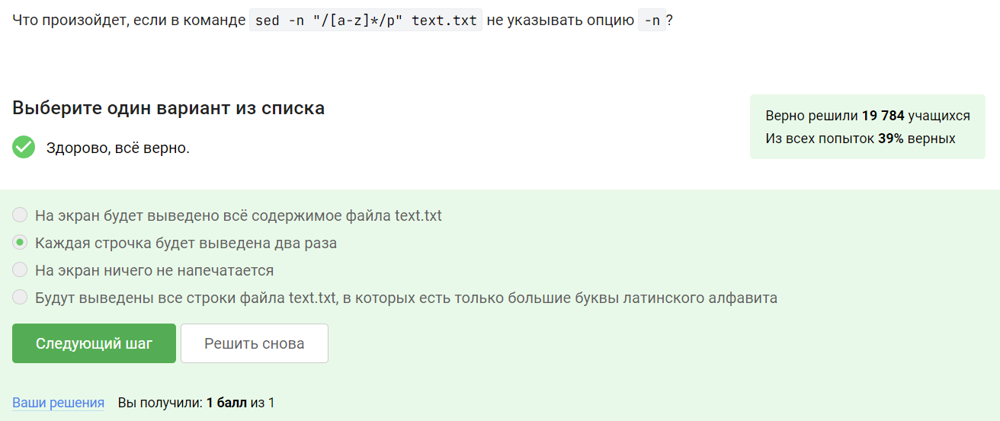 Что произойдет, если в команде sed -n "/[a-z]*/p" text.txt не указывать опцию -n?
Выберите один вариант из списка
Здорово, всё верно.
Верно решили 19 784 учащихся
Из всех попыток 39% верных
На экран будет выведено всё содержимое файла text.txt
Каждая строчка будет выведена два раза
На экран ничего не напечатается
Будут выведены все строки файла text.txt, в которых есть только большие буквы латинского алфавита
Следующий шаг
Решить снова
Ваши решения
Вы получили: 1 балл из 1